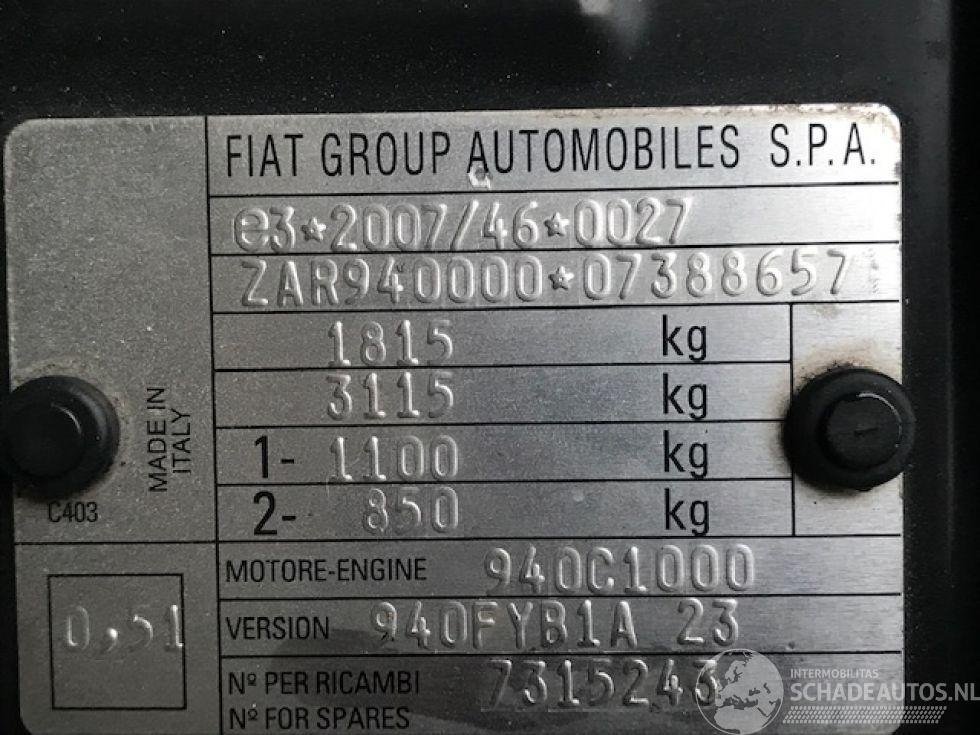 FIAT GROUP AUTOMOBILES S.P.A.
e3*2007/46*0027
ZAR940000*07388657
1815 kg
3115 kg
1- 1100 kg
2- 850 kg
MADE IN
ITALY
C403
MOTORE-ENGINE 940C1000
0,51
VERSION 940FYB1A 23
Nº PER RICAMBI 7315243
Nº FOR SPARES
INTERMOBILITAS
SCHADEAUTOS.NL